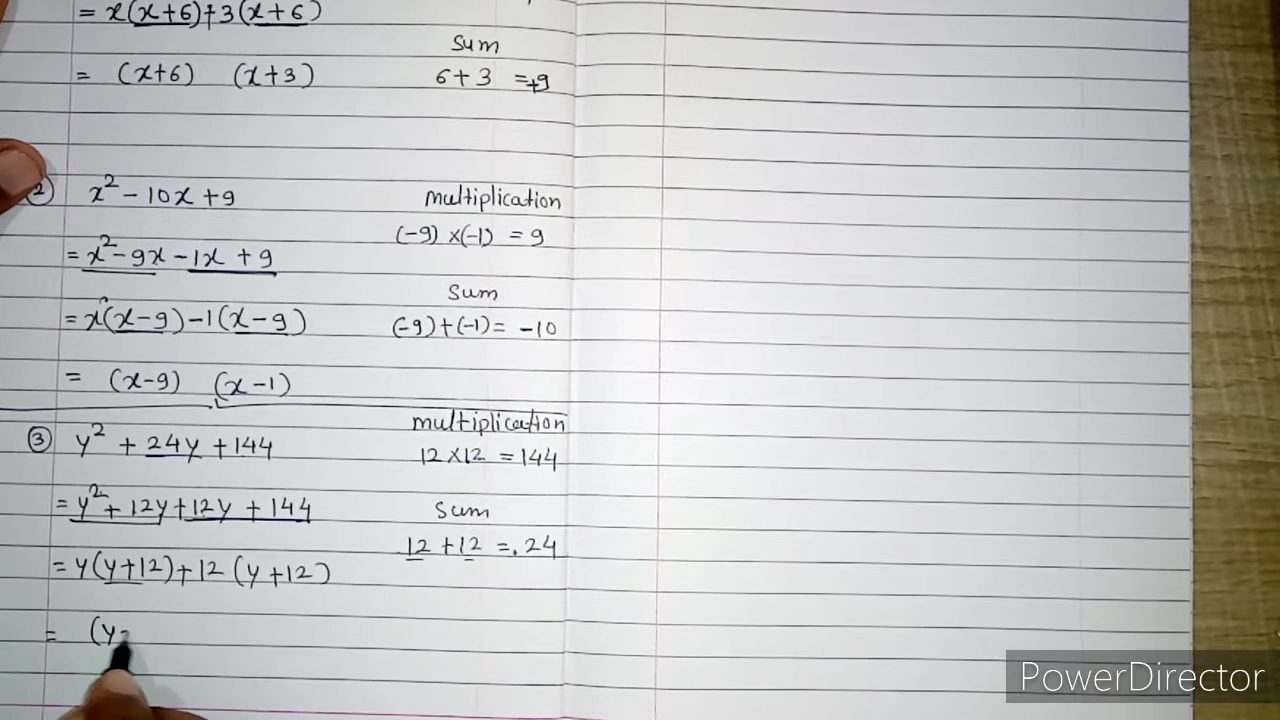 = x(x+6)+3(x+6)
sum
= (x+6) (x+3) 6+3 =+9
② x² - 10x +9 multiplication
(-9) x(-1) = 9
= x² - 9x - 1x + 9
sum
= x(x-9) -1(x-9) (-9)+(-1) = -10
= (x-9) (x-1)
③ y² + 24y + 144 multiplication
12 x 12 = 144
= y² + 12y + 12y + 144 sum
12 + 12 = . 24
= y(y+12) + 12 (y+12)
= (y
PowerDirector